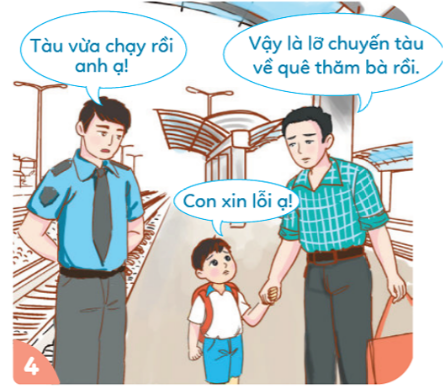 Tàu vừa chạy rồi
anh ạ!
Vậy là lỡ chuyến tàu
về quê thăm bà rồi.
Con xin lỗi ạ!
4